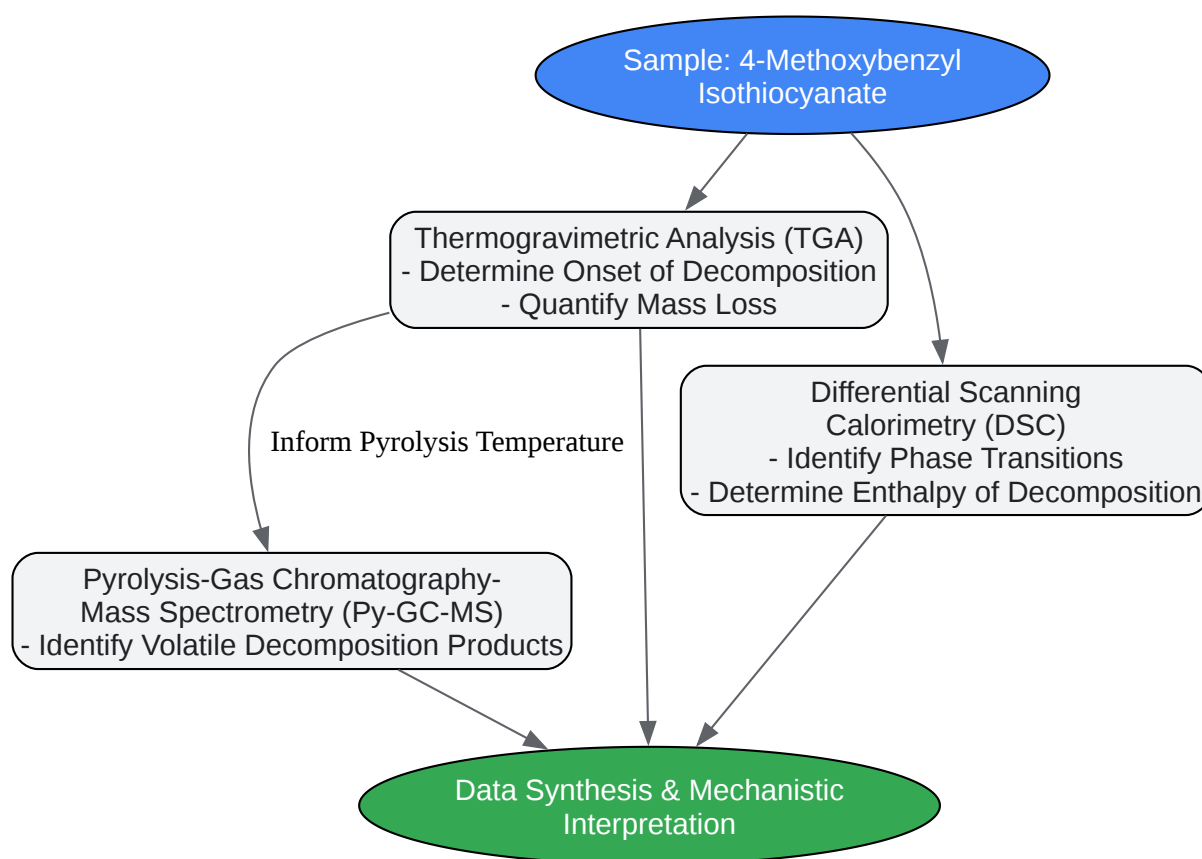 Sample: 4-Methoxybenzyl
Isothiocyanate
Thermogravimetric Analysis (TGA)
- Determine Onset of Decomposition
- Quantify Mass Loss
Differential Scanning
Calorimetry (DSC)
- Identify Phase Transitions
- Determine Enthalpy of Decomposition
Inform Pyrolysis Temperature
Pyrolysis-Gas Chromatography-
Mass Spectrometry (Py-GC-MS)
- Identify Volatile Decomposition Products
Data Synthesis & Mechanistic
Interpretation